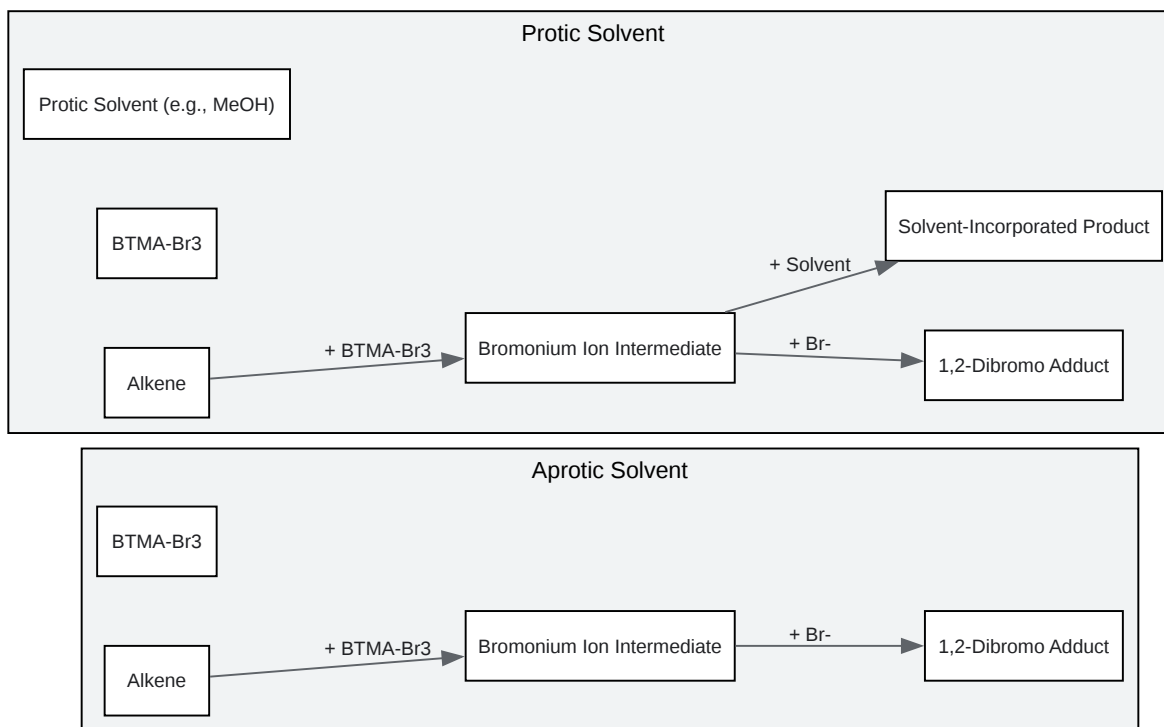 Protic Solvent
Protic Solvent (e.g., MeOH)
BTMA-Br3
Solvent-Incorporated Product
+ Solvent
Alkene
+ BTMA-Br3
Bromonium Ion Intermediate
+ Br-
1,2-Dibromo Adduct
Aprotic Solvent
BTMA-Br3
Alkene
+ BTMA-Br3
Bromonium Ion Intermediate
+ Br-
1,2-Dibromo Adduct